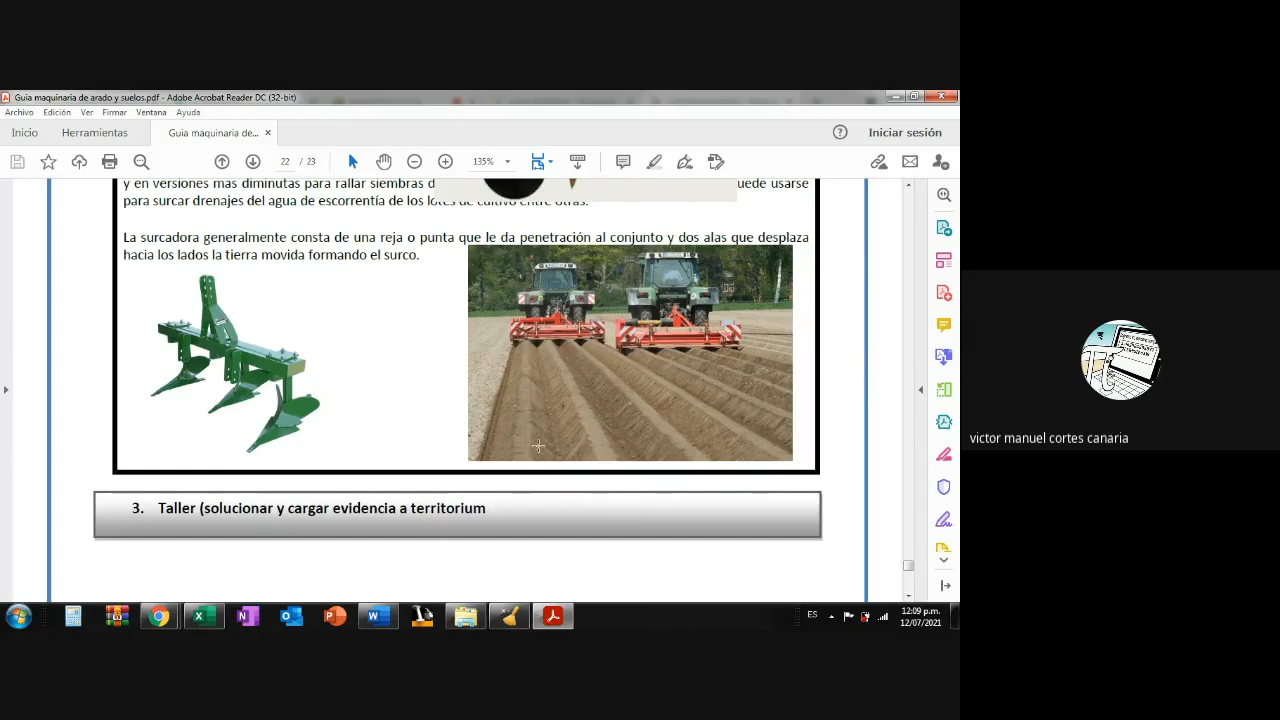 Guia maquinaria de arado y suelos.pdf - Adobe Acrobat Reader DC (32-bit)
Archivo Edición Ver Firmar Ventana Ayuda
Inicio Herramientas Guia maquinaria de... Iniciar sesión
22 / 23 135%
y en versiones mas diminutas para rallar siembras d uede usarse
para surcar drenajes del agua de escorrentía de los lotes de cultivo entre otras.
La surcadora generalmente consta de una reja o punta que le da penetración al conjunto y dos alas que desplaza
hacia los lados la tierra movida formando el surco.
3. Taller (solucionar y cargar evidencia a territorium
victor manuel cortes canaria
ES
12:09 p.m.
12/07/2021